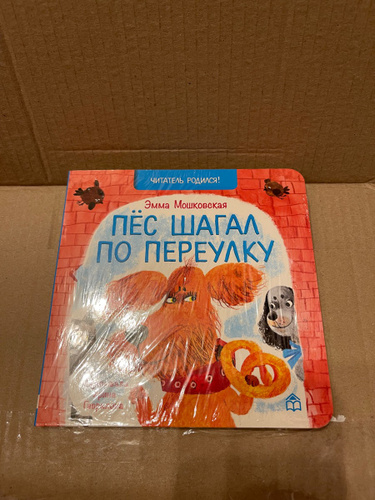 ЧИТАТЕЛЬ РОДИЛСЯ!
Эмма Мошковская
ПЁС ШАГАЛ
ПО ПЕРЕУЛКУ